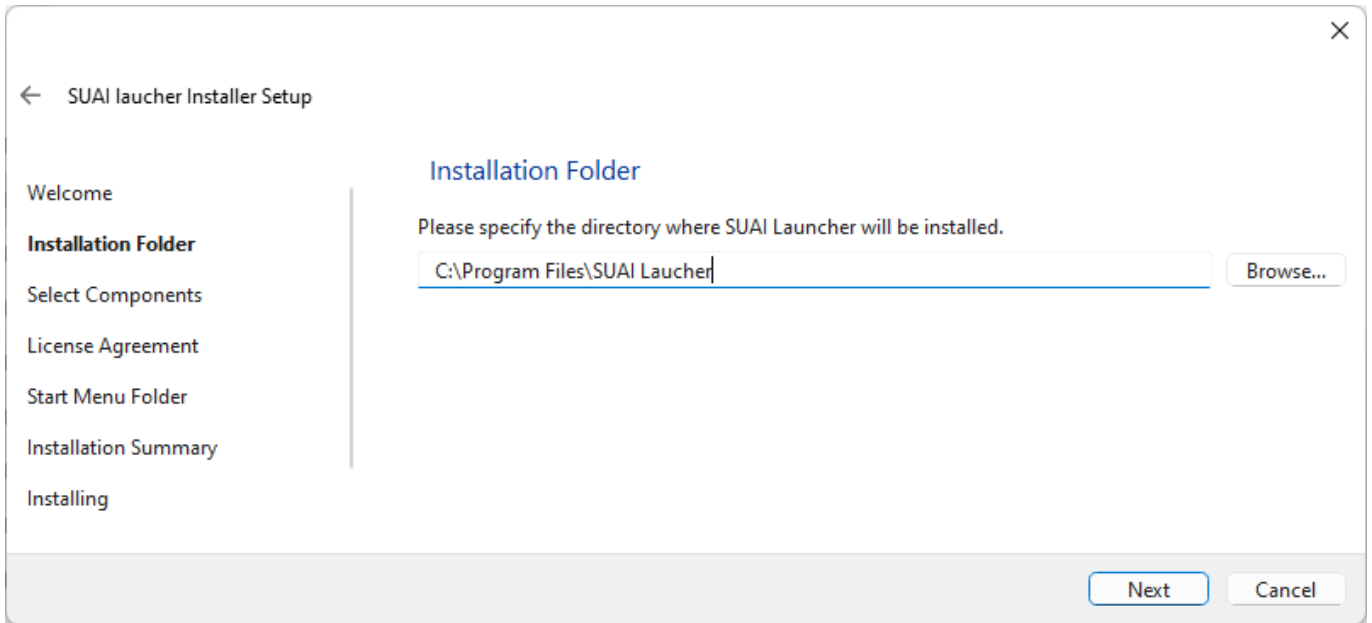 SUAI laucher Installer Setup
Welcome
Installation Folder
Select Components
License Agreement
Start Menu Folder
Installation Summary
Installing
Installation Folder
Please specify the directory where SUAI Launcher will be installed.
C:\Program Files\SUAI Laucher
Browse...
Next
Cancel